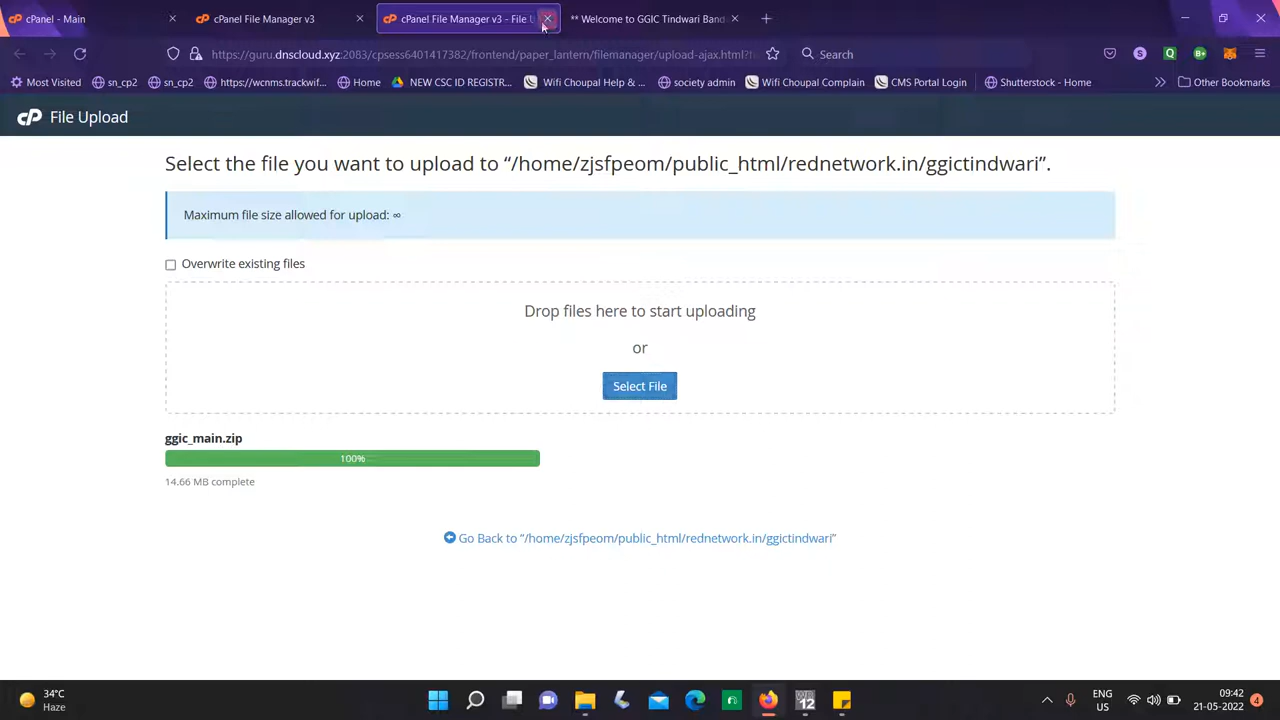 cPanel - Main
cPanel File Manager v3
cPanel File Manager v3 - File U
** Welcome to GGIC Tindwari Band
https://guru.dnscloud.xyz:2083/cpsess6401417382/frontend/paper_lantern/filemanager/upload-ajax.html?
Search
Most Visited
sn_cp2
sn_cp2
https://wcnms.trackwif...
Home
NEW CSC ID REGISTR...
Wifi Choupal Help & ...
society admin
Wifi Choupal Complain
CMS Portal Login
Shutterstock - Home
Other Bookmarks
cP File Upload
Select the file you want to upload to “/home/zjsfpeom/public_html/rednetwork.in/ggictindwari”.
Maximum file size allowed for upload: ∞
Overwrite existing files
Drop files here to start uploading
or
Select File
ggic_main.zip
100%
14.66 MB complete
Go Back to “/home/zjsfpeom/public_html/rednetwork.in/ggictindwari”
34°C
Haze
ENG
US
09:42
21-05-2022
4